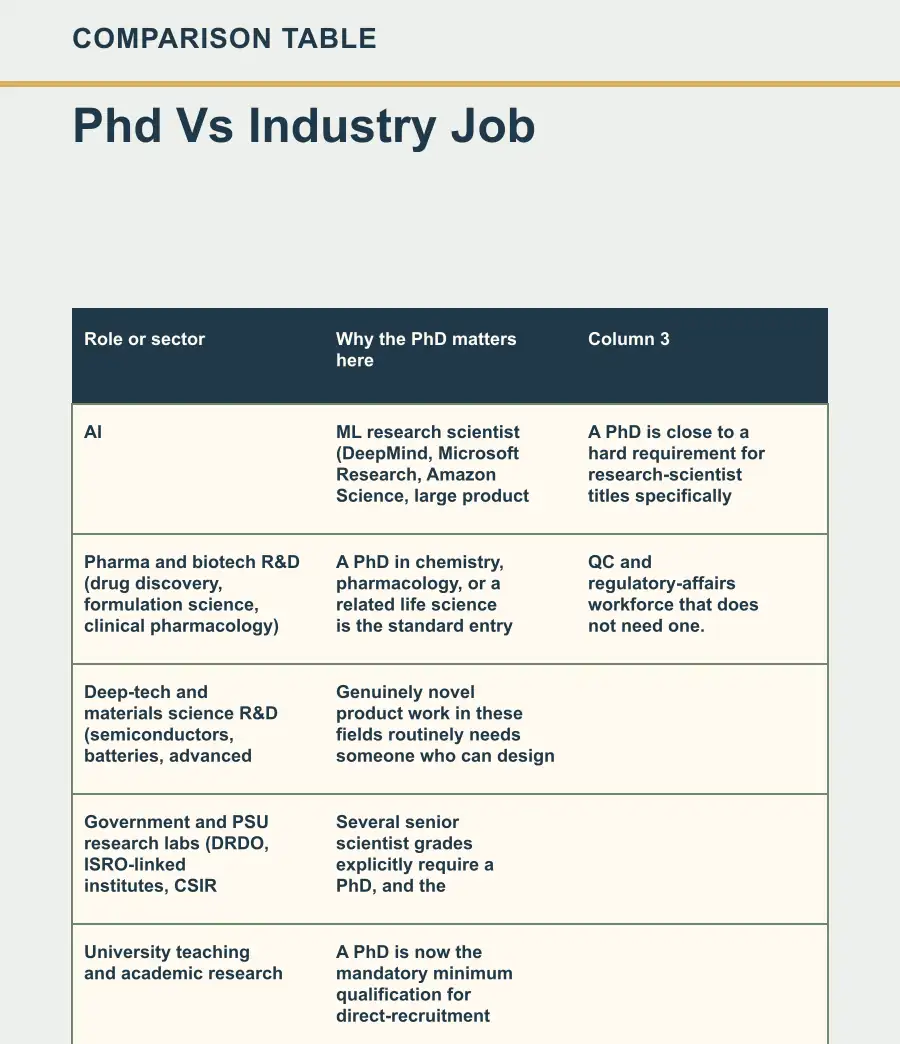 COMPARISON TABLE
Phd Vs Industry Job
Role or sector
Why the PhD matters
here
Column 3
AI
ML research scientist
(DeepMind, Microsoft
Research, Amazon
Science, large product
A PhD is close to a
hard requirement for
research-scientist
titles specifically
Pharma and biotech R&D
(drug discovery,
formulation science,
clinical pharmacology)
A PhD in chemistry,
pharmacology, or a
related life science
is the standard entry
QC and
regulatory-affairs
workforce that does
not need one.
Deep-tech and
materials science R&D
(semiconductors,
batteries, advanced
Genuinely novel
product work in these
fields routinely needs
someone who can design
Government and PSU
research labs (DRDO,
ISRO-linked
institutes, CSIR
Several senior
scientist grades
explicitly require a
PhD, and the
University teaching
and academic research
A PhD is now the
mandatory minimum
qualification for
direct-recruitment